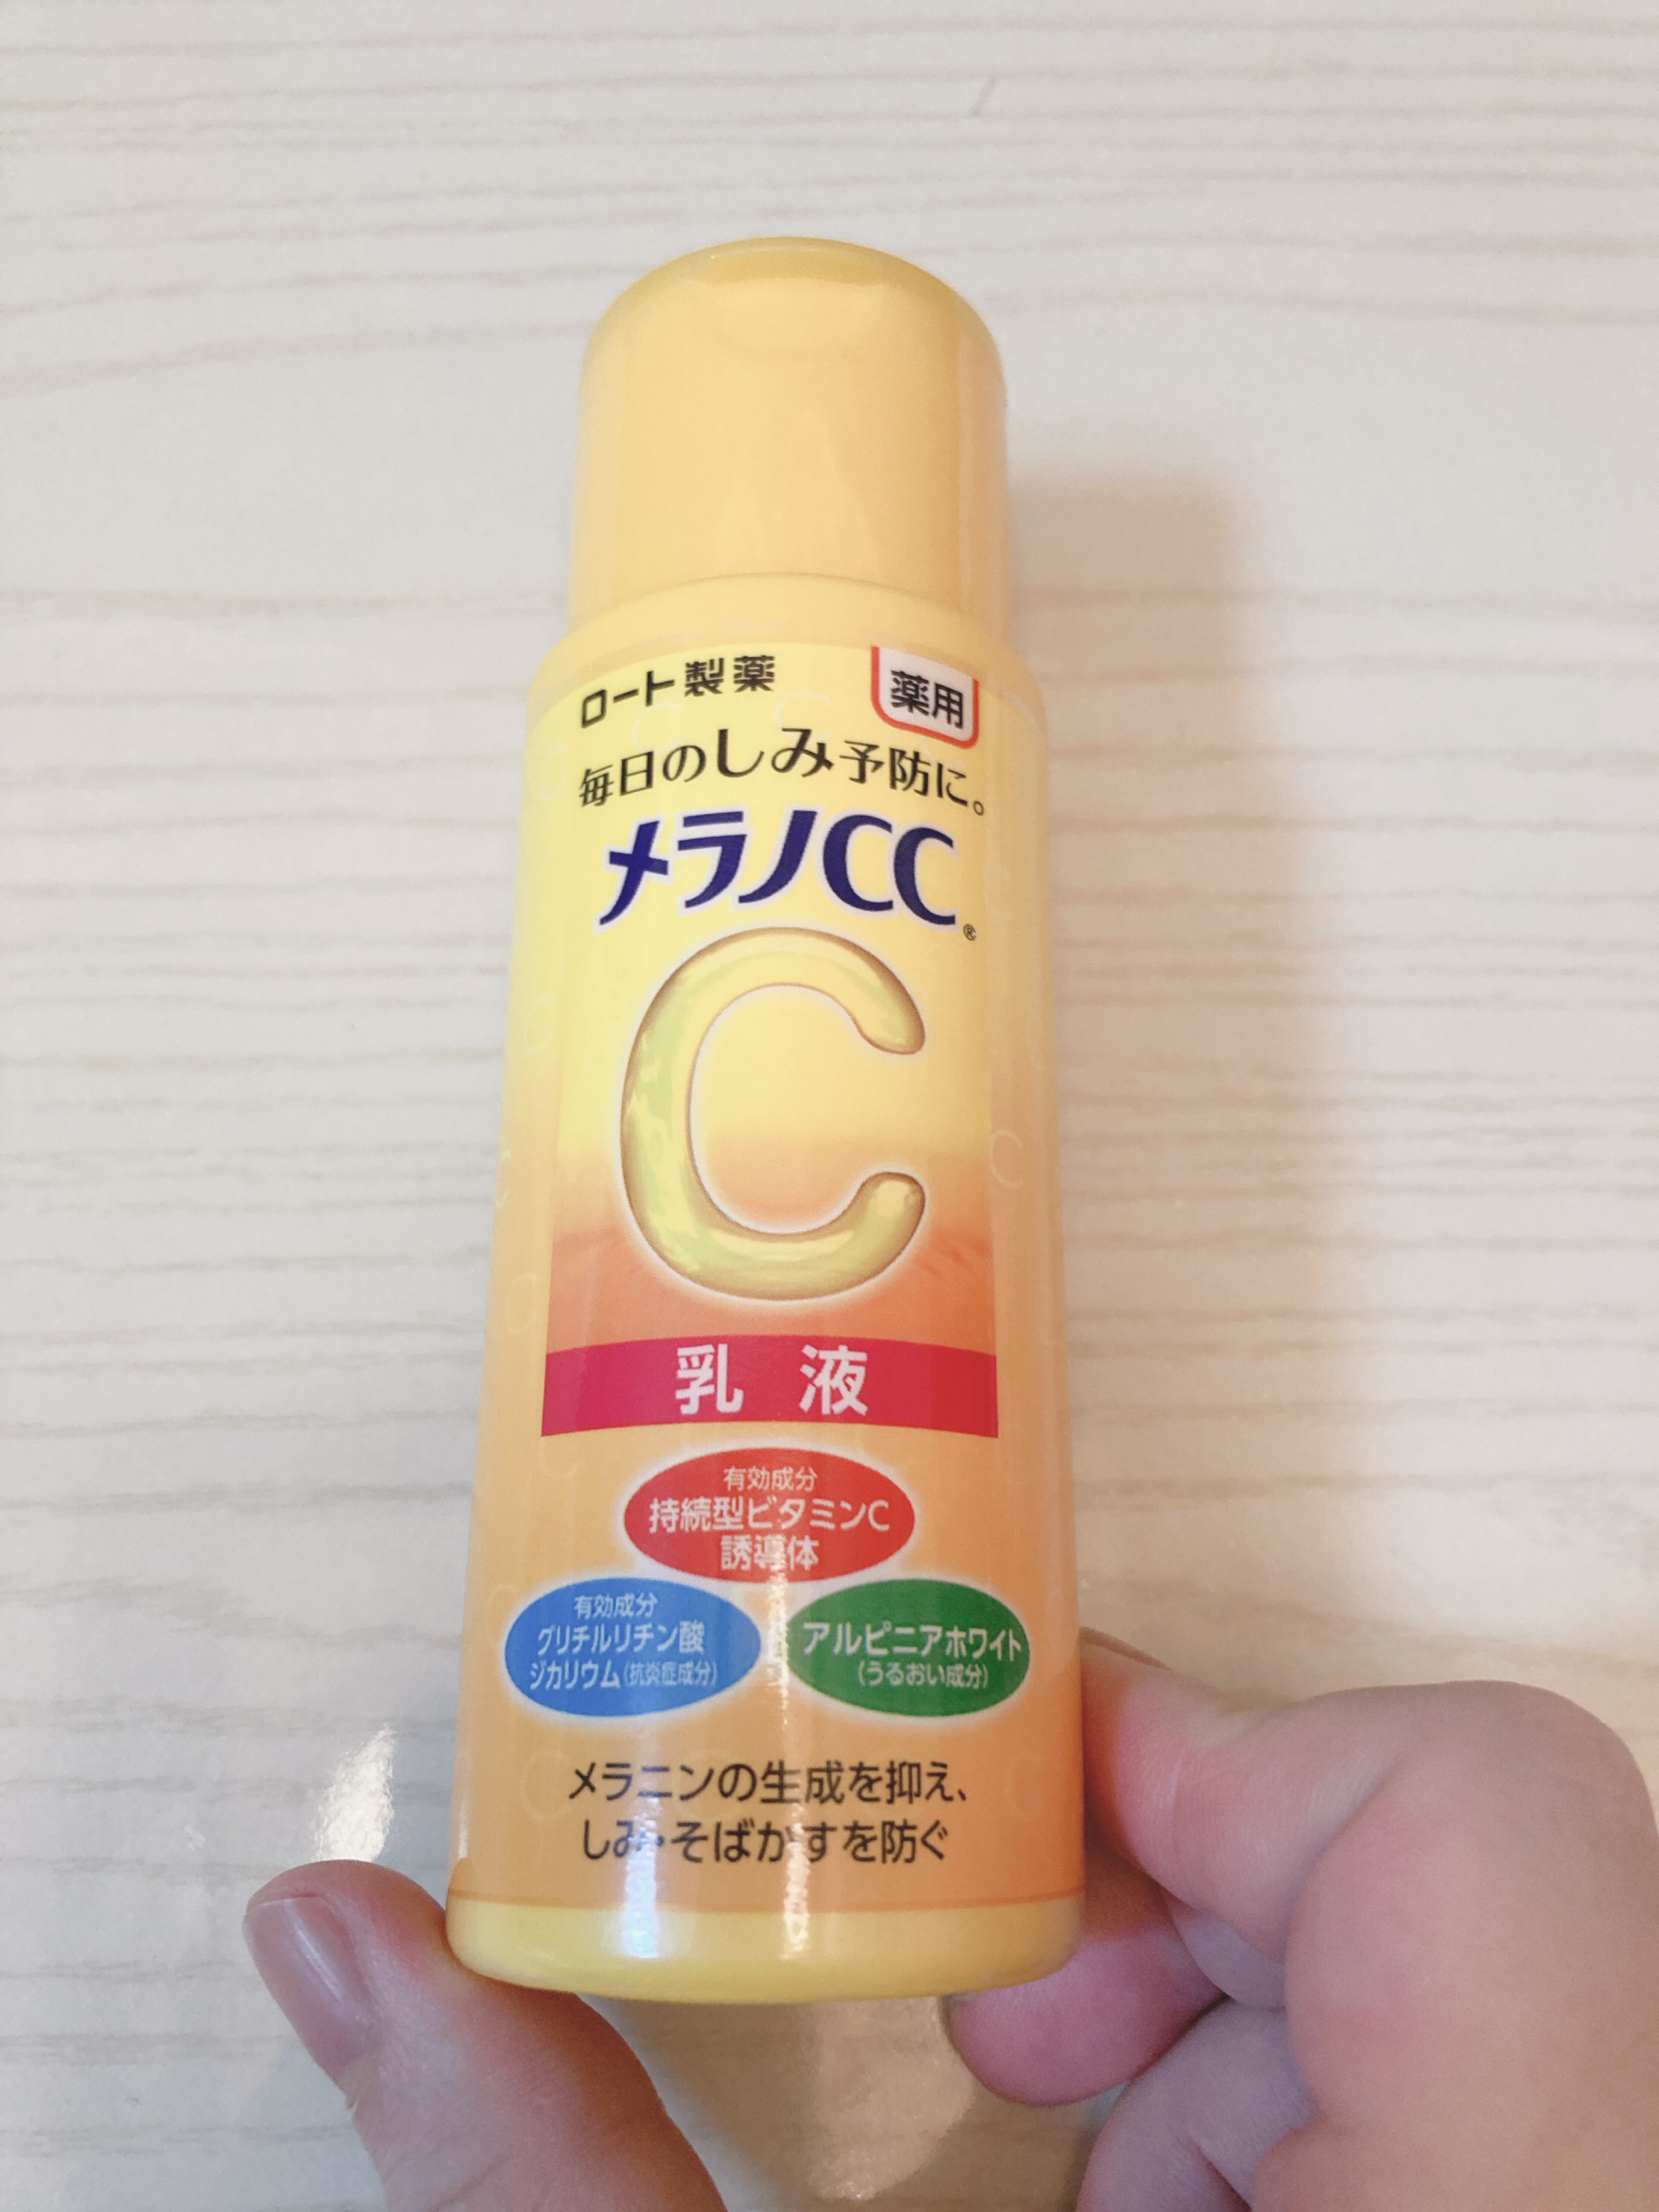 ロート製薬
薬用
毎日のしみ予防に。
メラノCC®
C
乳液
有効成分
持続型ビタミンC
誘導体
有効成分
グリチルリチン酸
ジカリウム(抗炎症成分)
アルピニアホワイト
(うるおい成分)
メラニンの生成を抑え、
しみ・そばかすを防ぐ